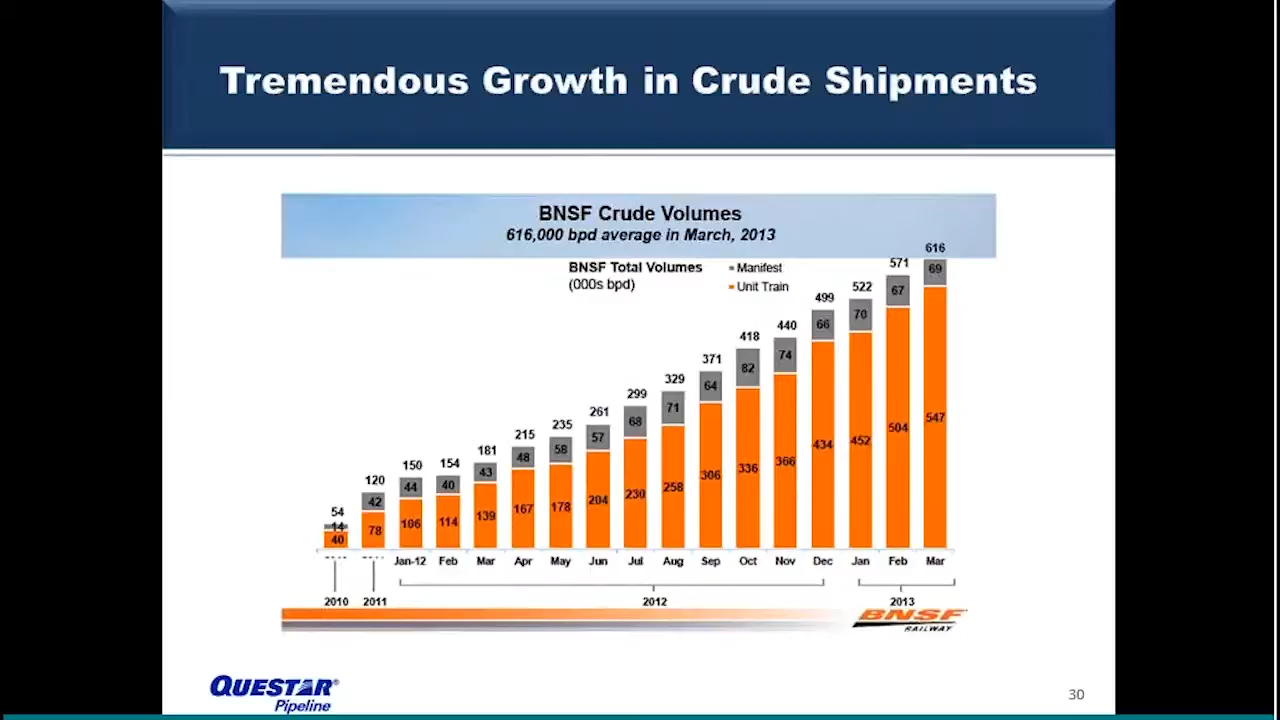 Tremendous Growth in Crude Shipments
BNSF Crude Volumes
616,000 bpd average in March, 2013
BNSF Total Volumes
(000s bpd)
Manifest
Unit Train
54 120 150 154 181 215 235 261 299 329 371 418 440 499 522 571 616
14 42 44 40 43 48 58 57 68 71 64 82 74 66 70 67 69
40 78 106 114 139 167 178 204 230 258 306 336 366 434 452 504 547
Jan-12 Feb Mar Apr May Jun Jul Aug Sep Oct Nov Dec Jan Feb Mar
2010 2011 2012 2013
BNSF
RAILWAY
QUESTAR®
Pipeline
30